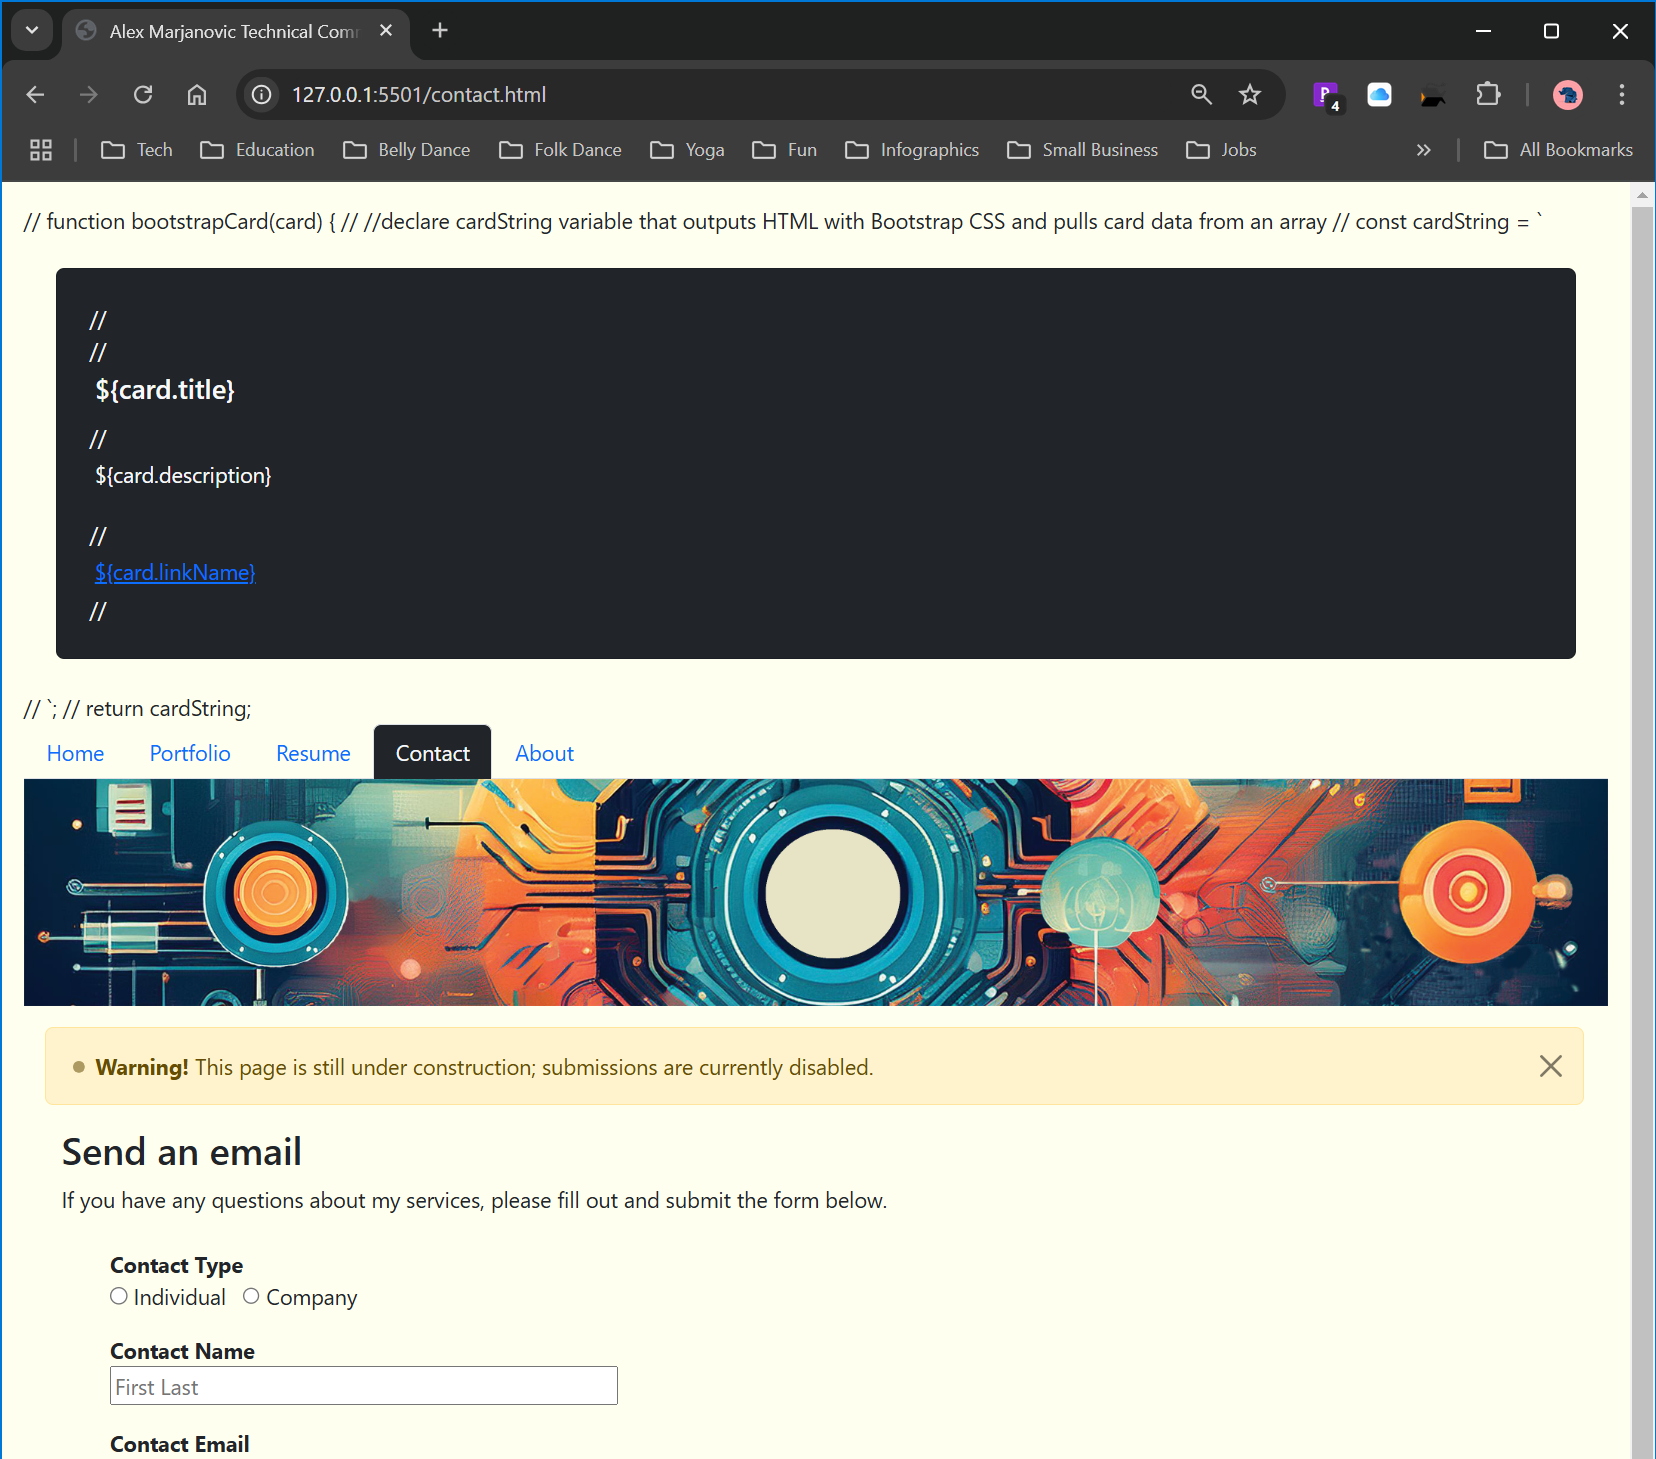 Alex Marjanovic Technical Com
127.0.0.1:5501/contact.html
4
Tech Education Belly Dance Folk Dance Yoga Fun Infographics Small Business Jobs » All Bookmarks
// function bootstrapCard(card) { // //declare cardString variable that outputs HTML with Bootstrap CSS and pulls card data from an array // const cardString = `
//
//
${card.title}
//
${card.description}
//
${card.linkName}
//
// `; // return cardString;
Home Portfolio Resume Contact About
Warning! This page is still under construction; submissions are currently disabled.
Send an email
If you have any questions about my services, please fill out and submit the form below.
Contact Type
Individual Company
Contact Name
First Last
Contact Email